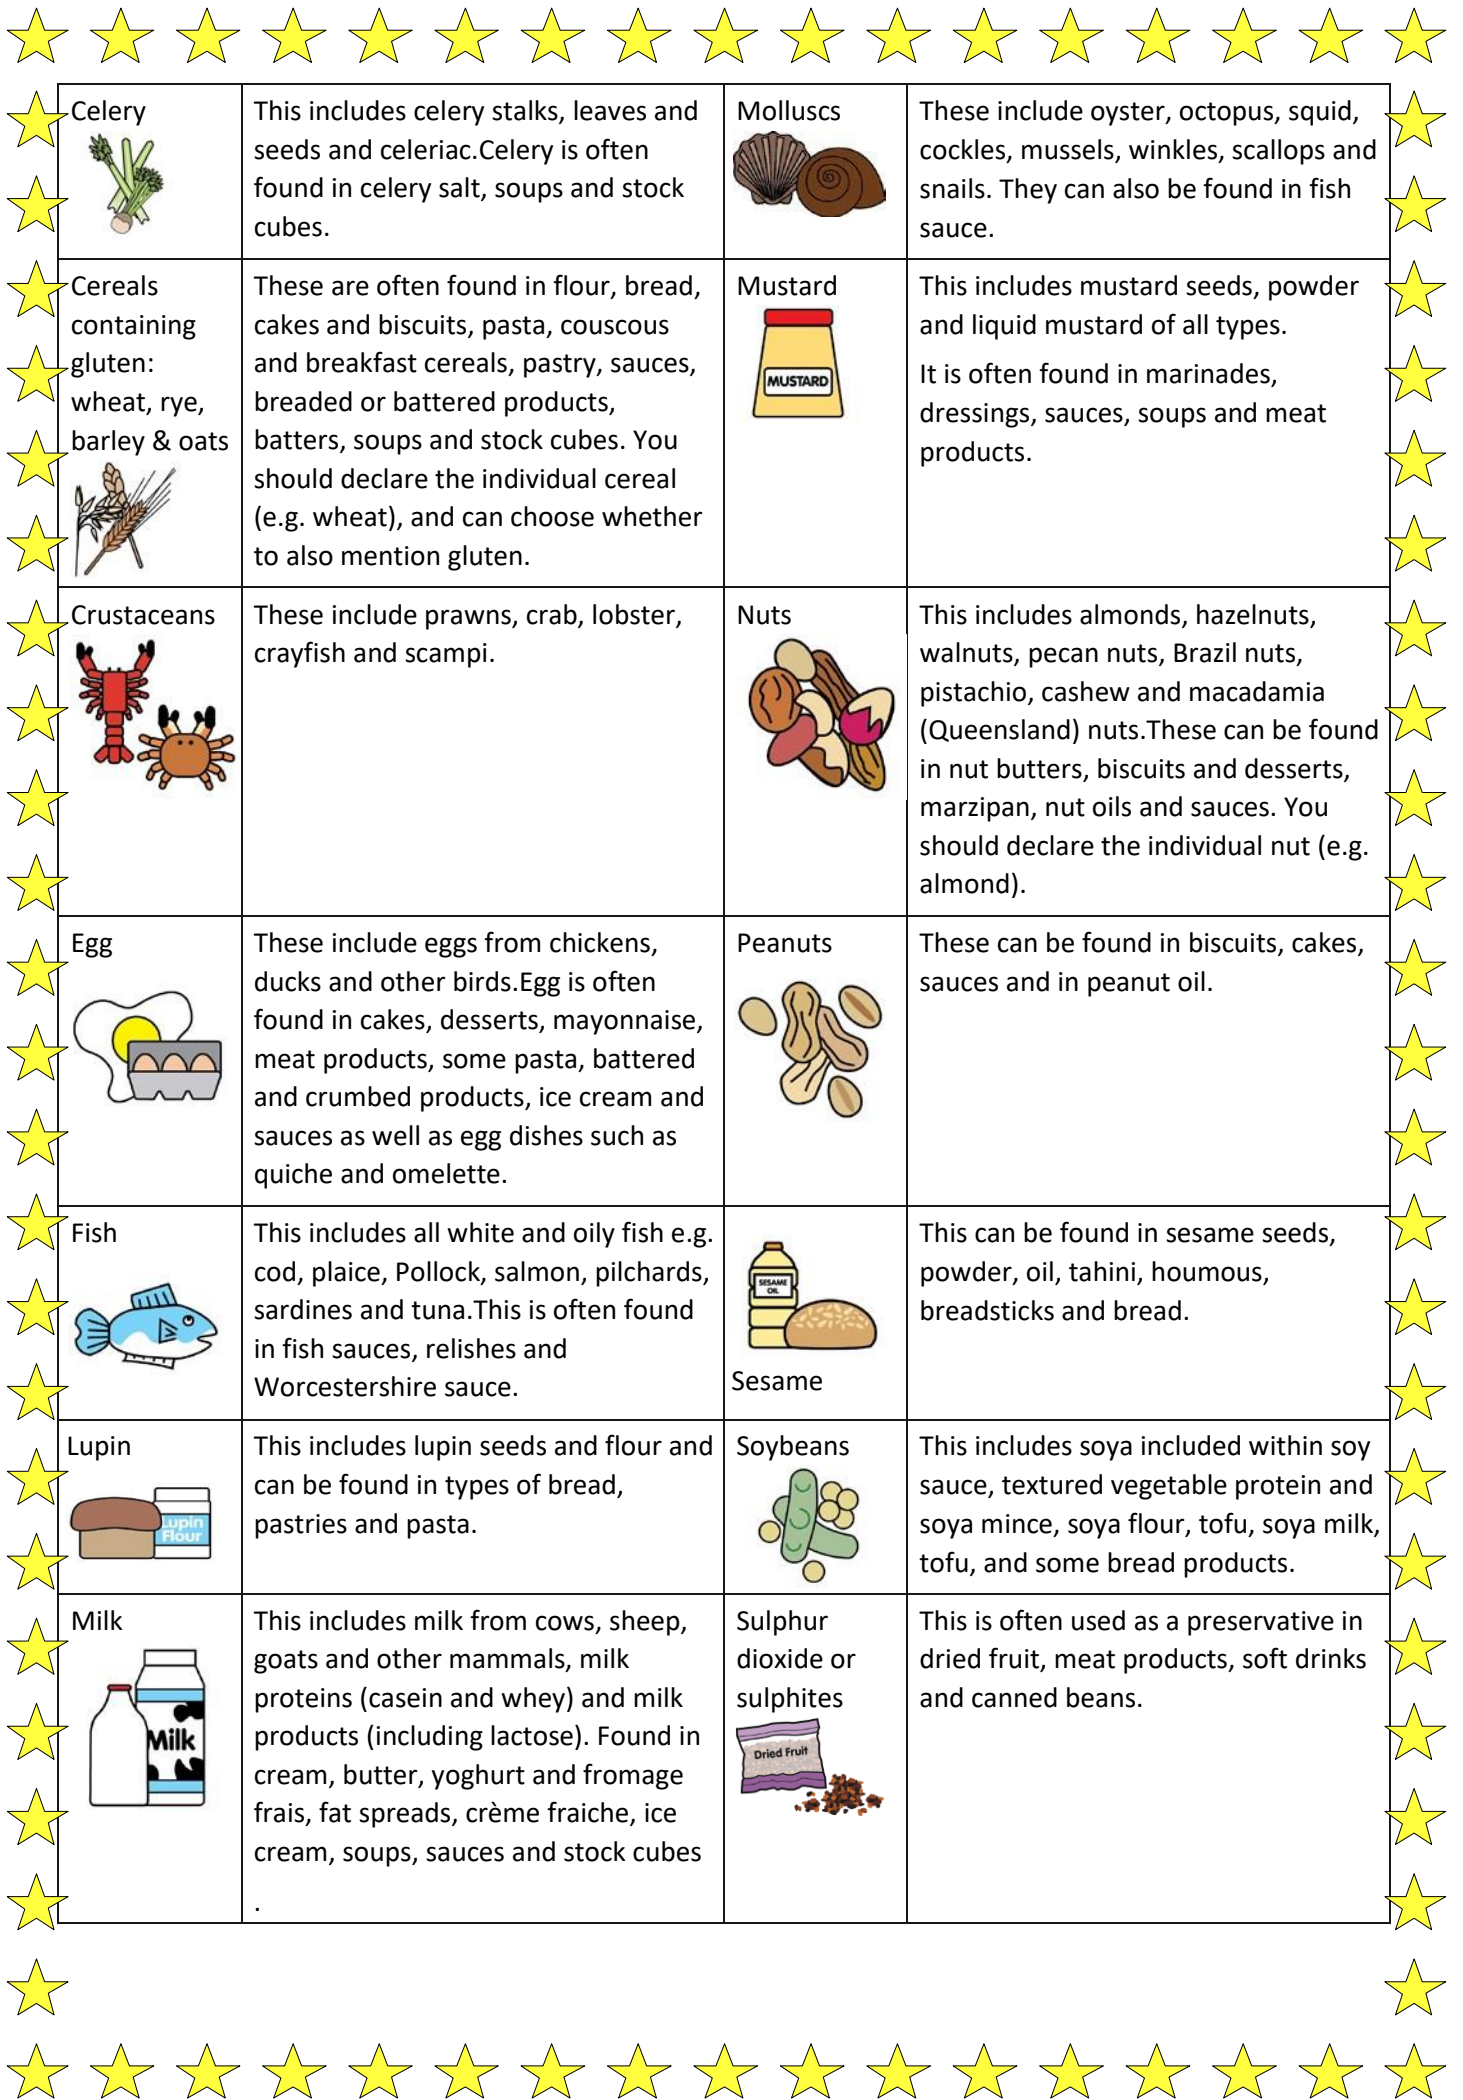 Celery
This includes celery stalks, leaves and
seeds and celeriac.Celery is often
found in celery salt, soups and stock
cubes.
Molluscs
These include oyster, octopus, squid,
cockles, mussels, winkles, scallops and
snails. They can also be found in fish
sauce.
Cereals
containing
gluten:
wheat, rye,
barley & oats
These are often found in flour, bread,
cakes and biscuits, pasta, couscous
and breakfast cereals, pastry, sauces,
breaded or battered products,
batters, soups and stock cubes. You
should declare the individual cereal
(e.g. wheat), and can choose whether
to also mention gluten.
Mustard
MUSTARD
This includes mustard seeds, powder
and liquid mustard of all types.
It is often found in marinades,
dressings, sauces, soups and meat
products.
Crustaceans
These include prawns, crab, lobster,
crayfish and scampi.
Nuts
This includes almonds, hazelnuts,
walnuts, pecan nuts, Brazil nuts,
pistachio, cashew and macadamia
(Queensland) nuts.These can be found
in nut butters, biscuits and desserts,
marzipan, nut oils and sauces. You
should declare the individual nut (e.g.
almond).
Egg
These include eggs from chickens,
ducks and other birds.Egg is often
found in cakes, desserts, mayonnaise,
meat products, some pasta, battered
and crumbed products, ice cream and
sauces as well as egg dishes such as
quiche and omelette.
Peanuts
These can be found in biscuits, cakes,
sauces and in peanut oil.
Fish
This includes all white and oily fish e.g.
cod, plaice, Pollock, salmon, pilchards,
sardines and tuna.This is often found
in fish sauces, relishes and
Worcestershire sauce.
SESAME
OIL
Sesame
This can be found in sesame seeds,
powder, oil, tahini, houmous,
breadsticks and bread.
Lupin
upin
Flour
This includes lupin seeds and flour and
can be found in types of bread,
pastries and pasta.
Soybeans
This includes soya included within soy
sauce, textured vegetable protein and
soya mince, soya flour, tofu, soya milk,
tofu, and some bread products.
Milk
Milk
This includes milk from cows, sheep,
goats and other mammals, milk
proteins (casein and whey) and milk
products (including lactose). Found in
cream, butter, yoghurt and fromage
frais, fat spreads, crème fraiche, ice
cream, soups, sauces and stock cubes
.
Sulphur
dioxide or
sulphites
Dried Fruit
This is often used as a preservative in
dried fruit, meat products, soft drinks
and canned beans.